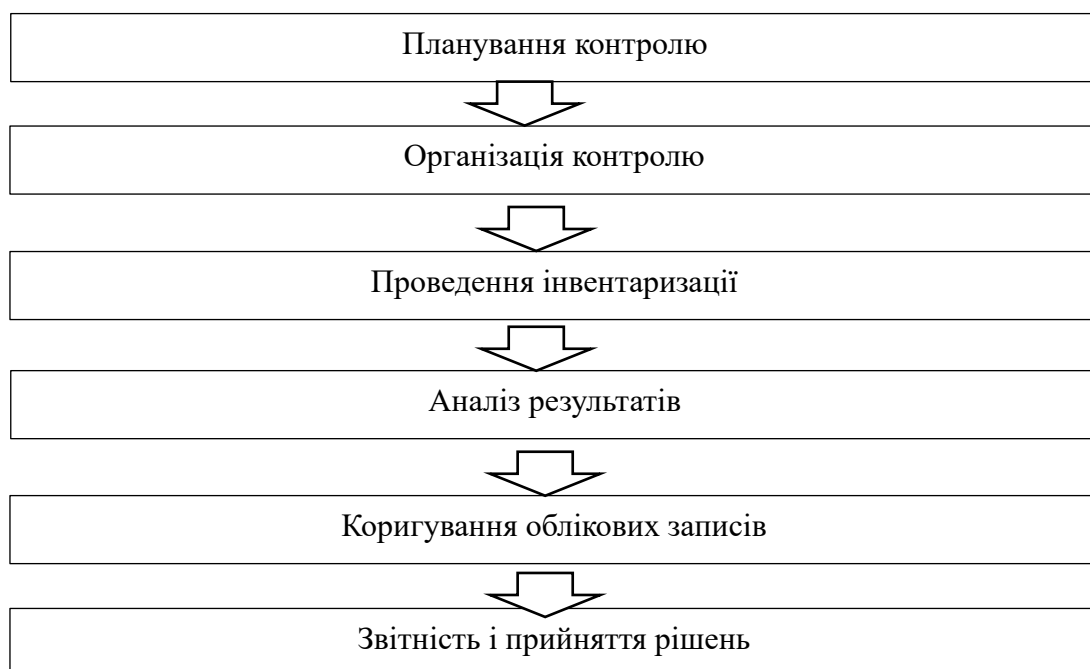 Планування контролю
Організація контролю
Проведення інвентаризації
Аналіз результатів
Коригування облікових записів
Звітність і прийняття рішень